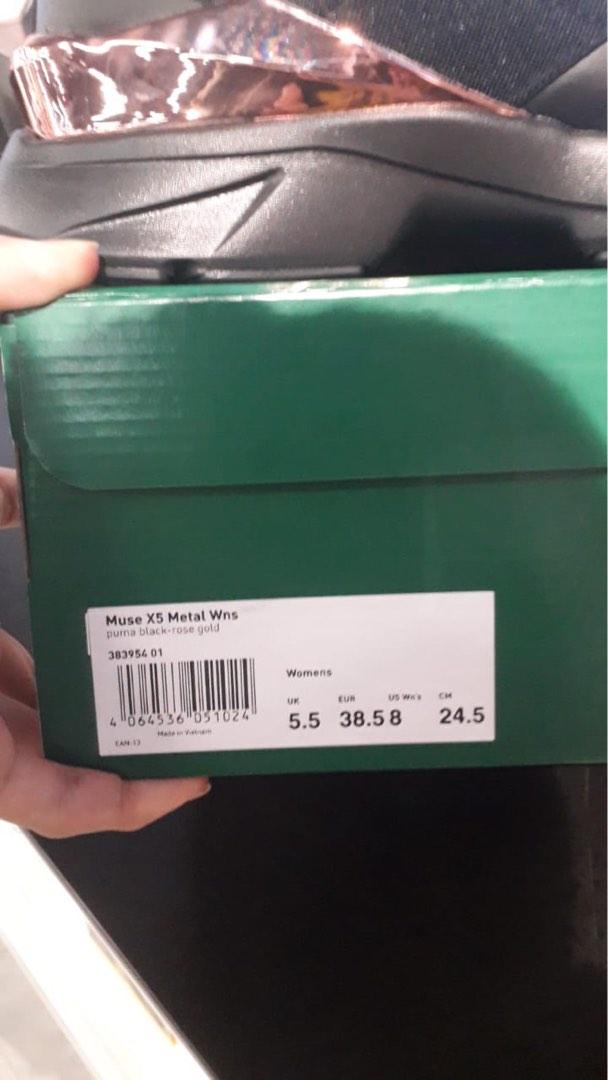 Muse X5 Metal Wns
puma black-rose gold
383954 01
4 064536 051024
Made in Vietnam
EAN-13
Womens
UK EUR US Wn's CM
5.5 38.5 8 24.5